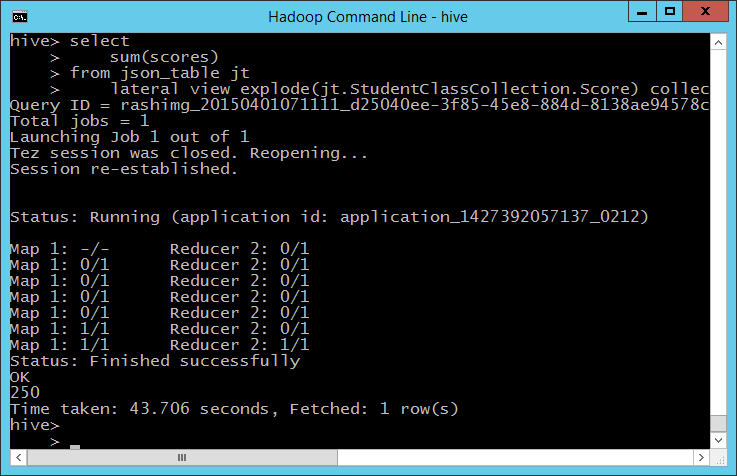 Hadoop Command Line - hive
hive> select
    >     sum(scores)
    > from json_table jt
    >     lateral view explode(jt.StudentClassCollection.Score) collec
Query ID = rashimg_20150401071111_d25040ee-3f85-45e8-884d-8138ae94578c
Total jobs = 1
Launching Job 1 out of 1
Tez session was closed. Reopening...
Session re-established.
Status: Running (application id: application_1427392057137_0212)
Map 1: -/-      Reducer 2: 0/1
Map 1: 0/1      Reducer 2: 0/1
Map 1: 0/1      Reducer 2: 0/1
Map 1: 0/1      Reducer 2: 0/1
Map 1: 0/1      Reducer 2: 0/1
Map 1: 1/1      Reducer 2: 0/1
Map 1: 1/1      Reducer 2: 1/1
Status: Finished successfully
OK
250
Time taken: 43.706 seconds, Fetched: 1 row(s)
hive>
    >